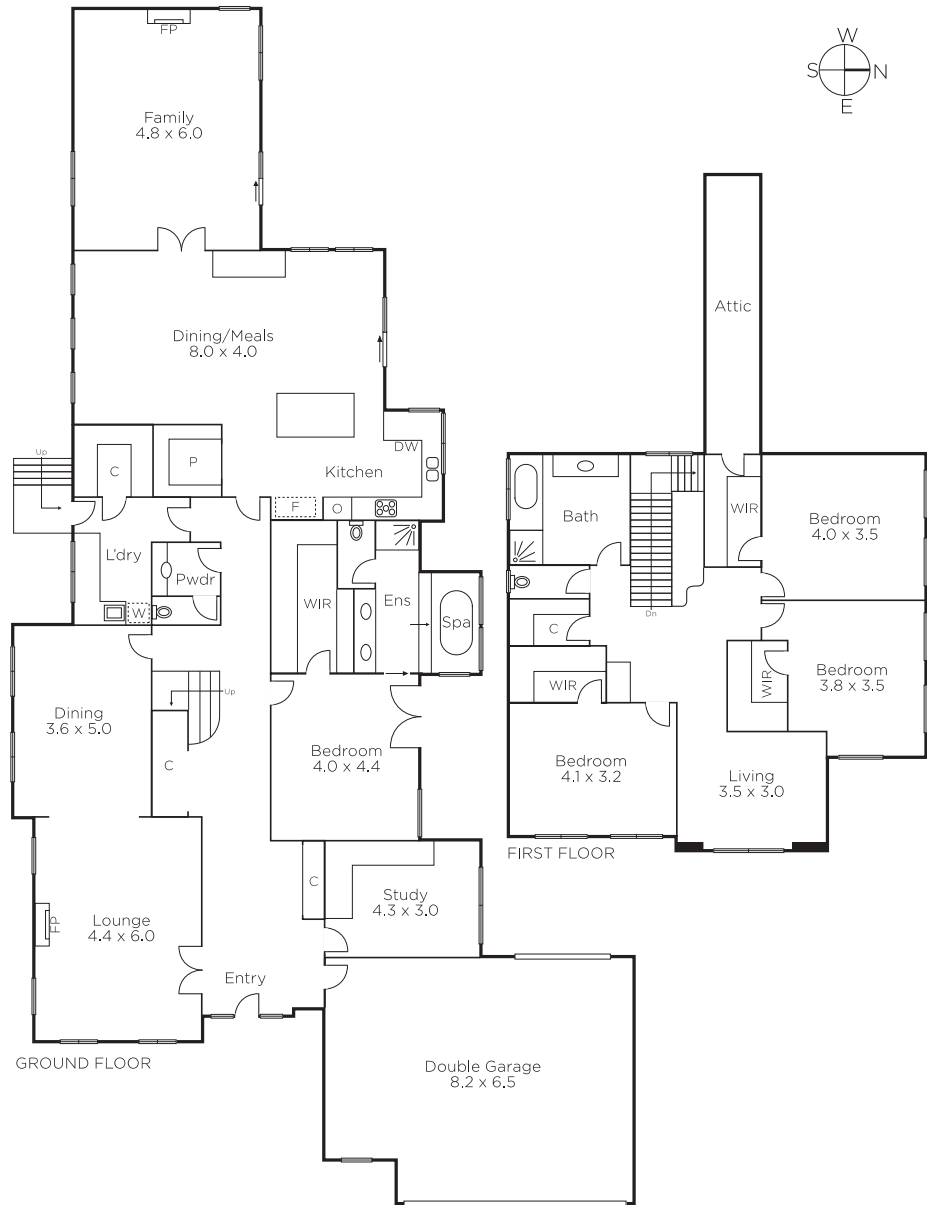 FP
Family
4.8 x 6.0
Dining/Meals
8.0 x 4.0
Up
C
P
Kitchen
DW
F
O
L'dry
Pwdr
W
WIR
Ens
Spa
Dining
3.6 x 5.0
Up
C
Bedroom
4.0 x 4.4
C
Study
4.3 x 3.0
FP
Lounge
4.4 x 6.0
Entry
GROUND FLOOR
Double Garage
8.2 x 6.5
W
S
N
E
Attic
Bath
WIR
Bedroom
4.0 x 3.5
Dn
C
WIR
WIR
Bedroom
3.8 x 3.5
Bedroom
4.1 x 3.2
Living
3.5 x 3.0
FIRST FLOOR